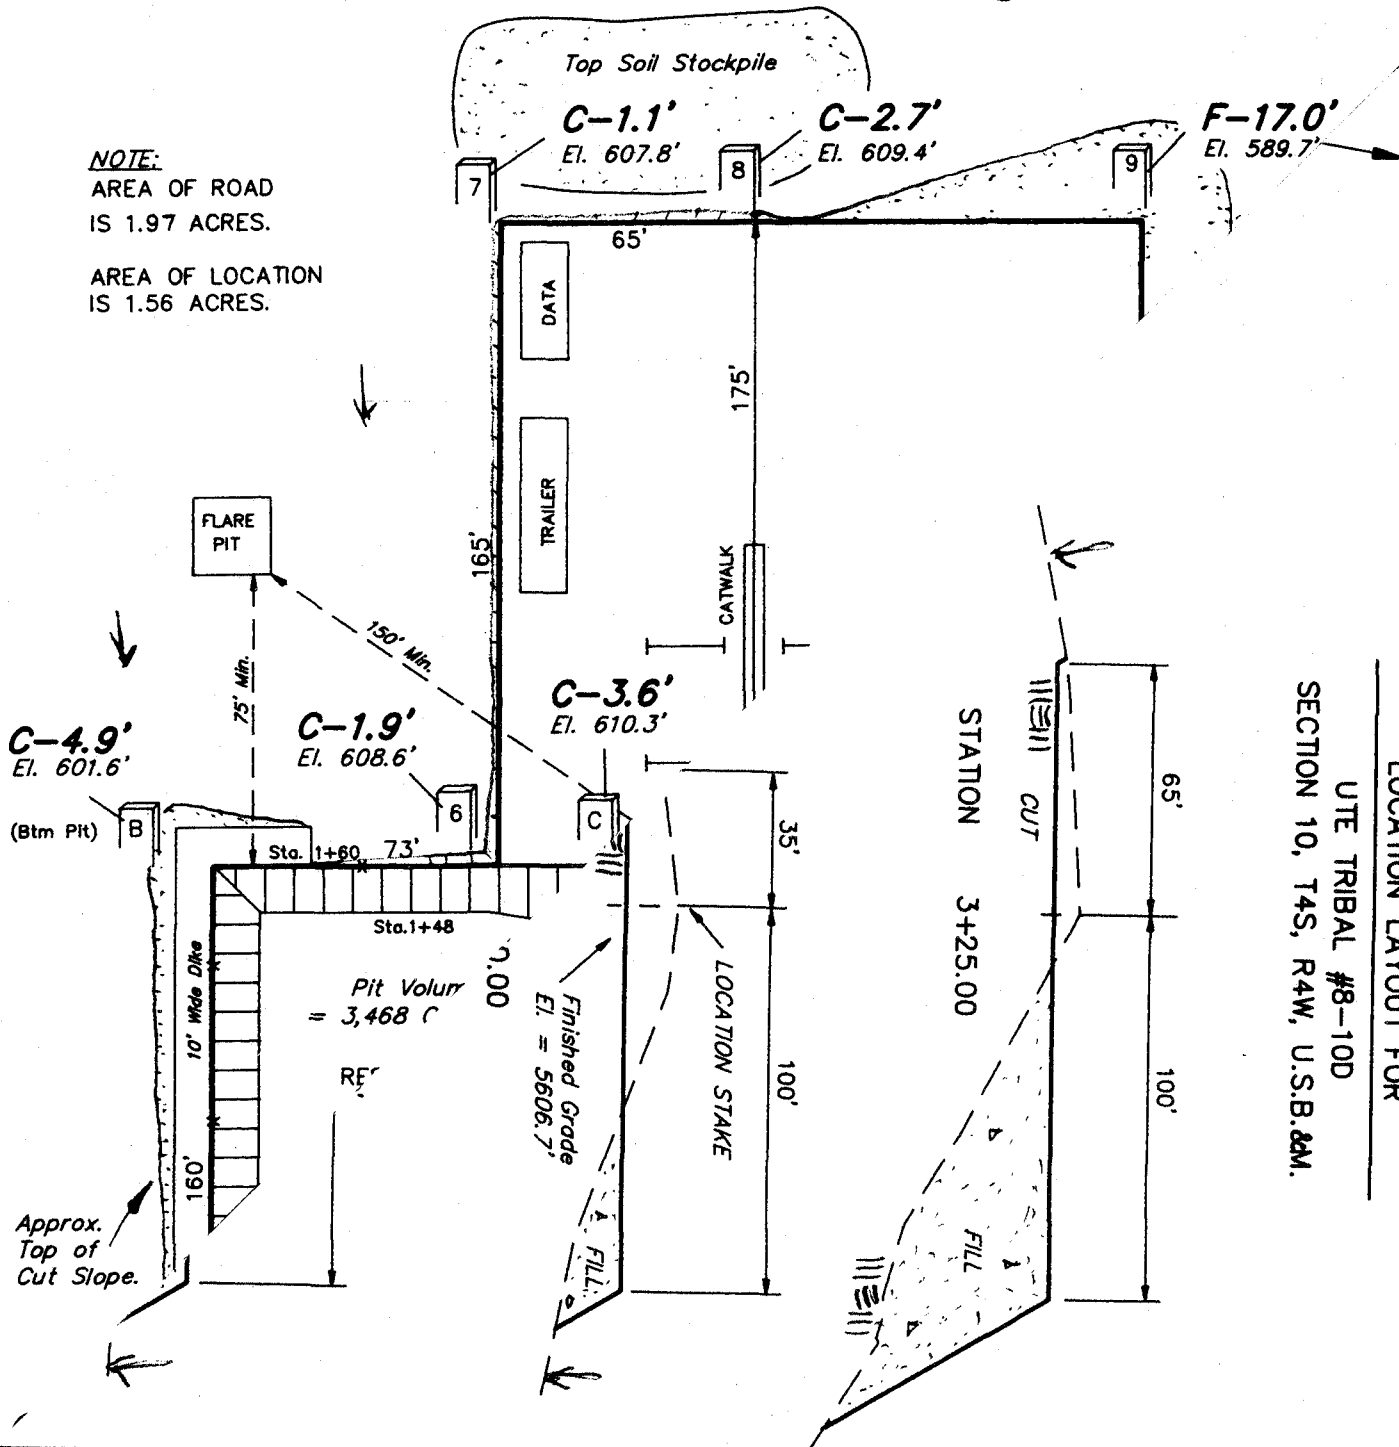 Top Soil Stockpile
C-1.1'
El. 607.8'
C-2.7'
El. 609.4'
F-17.0'
El. 589.7'
7
8
9
NOTE:
AREA OF ROAD
IS 1.97 ACRES.
AREA OF LOCATION
IS 1.56 ACRES.
65'
DATA
175'
TRAILER
165'
CATWALK
FLARE
PIT
150' Min.
75' Min.
C-4.9'
El. 601.6'
(Btm Pit)
B
C-1.9'
El. 608.6'
6
C-3.6'
El. 610.3'
C
Sta. 1+60
73'
Sta. 1+48
10' Wide Dike
160'
Pit Volum
= 3,468 C
Approx.
Top of
Cut Slope.
.00
Finished Grade
El. = 5606.7'
LOCATION STAKE
35'
100'
FILL
STATION 3+25.00
CUT
65'
100'
FILL
LOCATION LAYOUT FOR
UTE TRIBAL #8-10D
SECTION 10, T4S, R4W, U.S.B.&M.